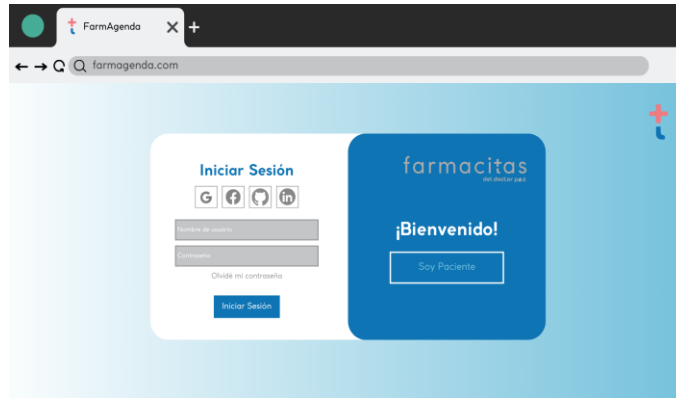 FarmAgenda
farmagenda.com
Iniciar Sesión
Nombre de usuario
Contraseña
Olvidé mi contraseña
Iniciar Sesión
farmacitas
del doctor paz
¡Bienvenido!
Soy Paciente